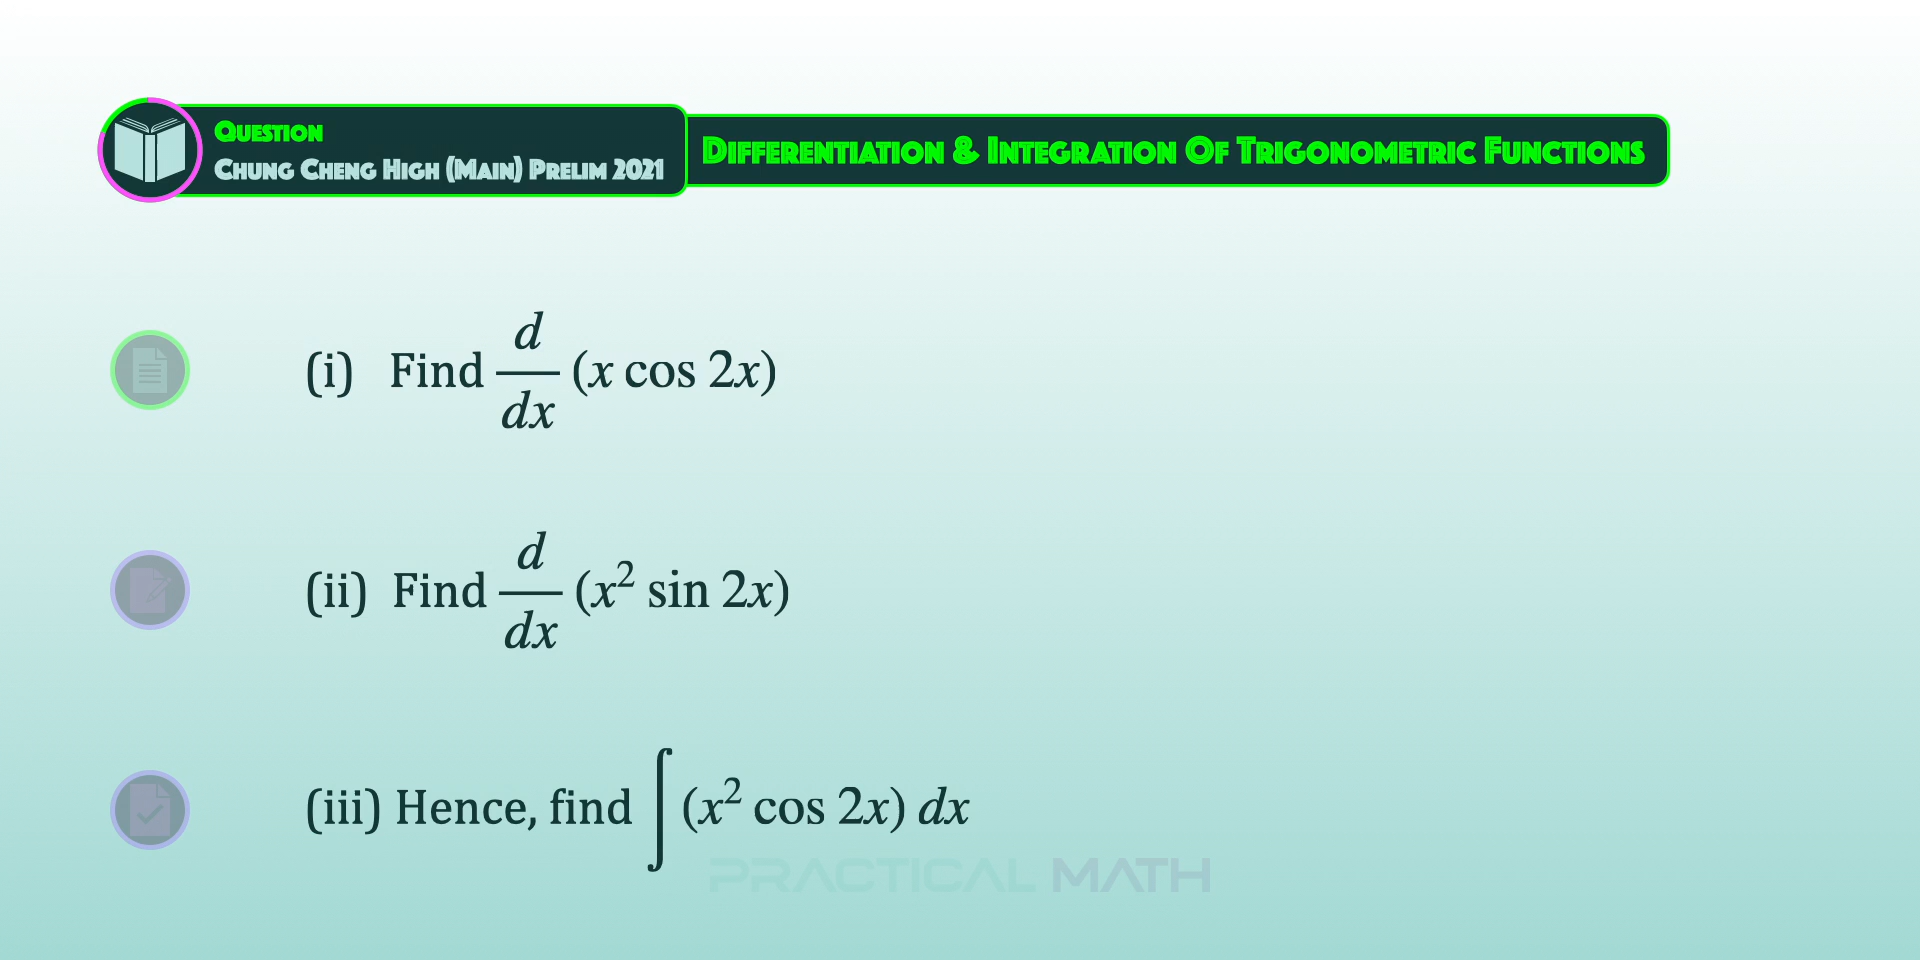 Question
Chung Cheng High (Main) Prelim 2021
Differentiation & Integration Of Trigonometric Functions
(i) Find d/dx (x cos 2x)
(ii) Find d/dx (x² sin 2x)
(iii) Hence, find ∫ (x² cos 2x) dx
PRACTICAL MATH